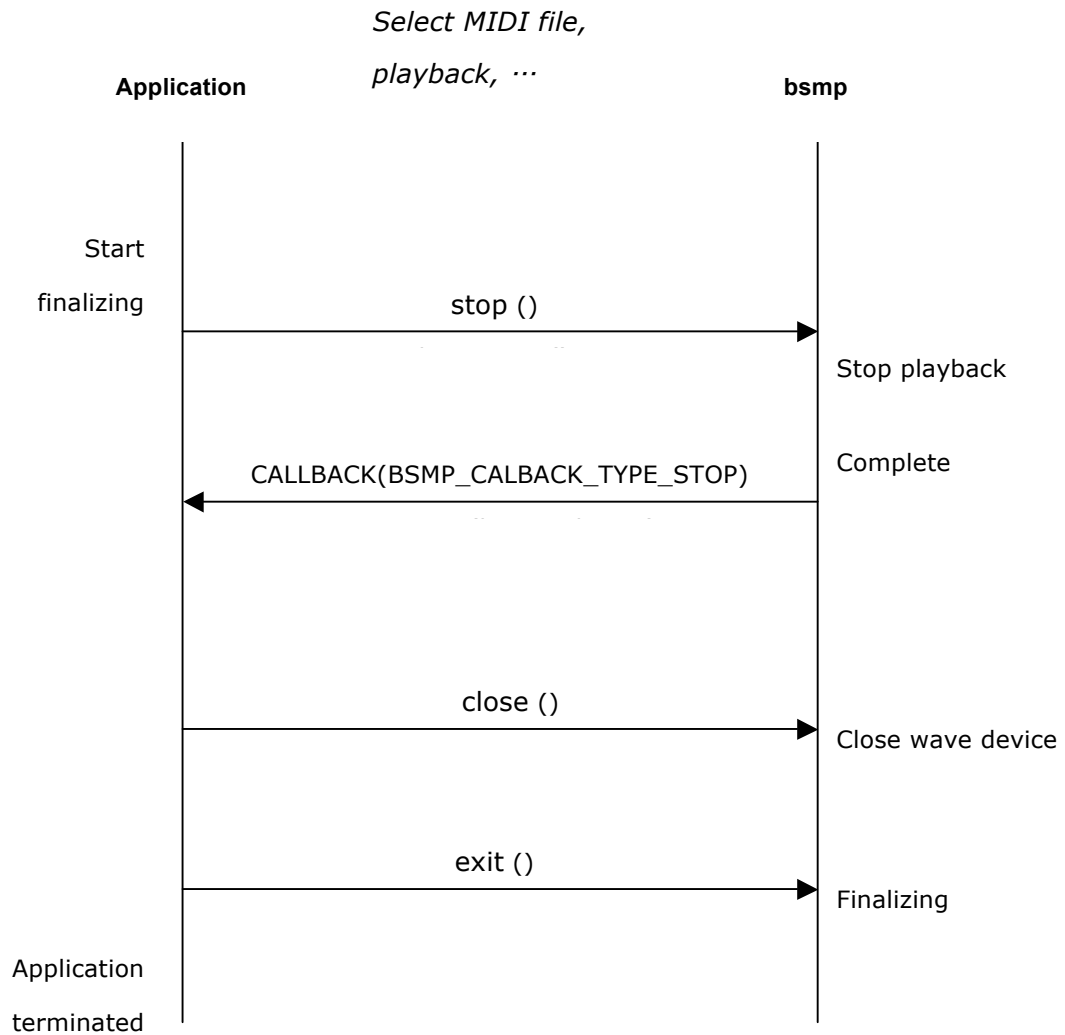 Select MIDI file,
playback, …
Application
bsmp
Start
finalizing
stop ()
Stop playback
Complete
CALLBACK(BSMP_CALBACK_TYPE_STOP)
close ()
Close wave device
exit ()
Finalizing
Application
terminated